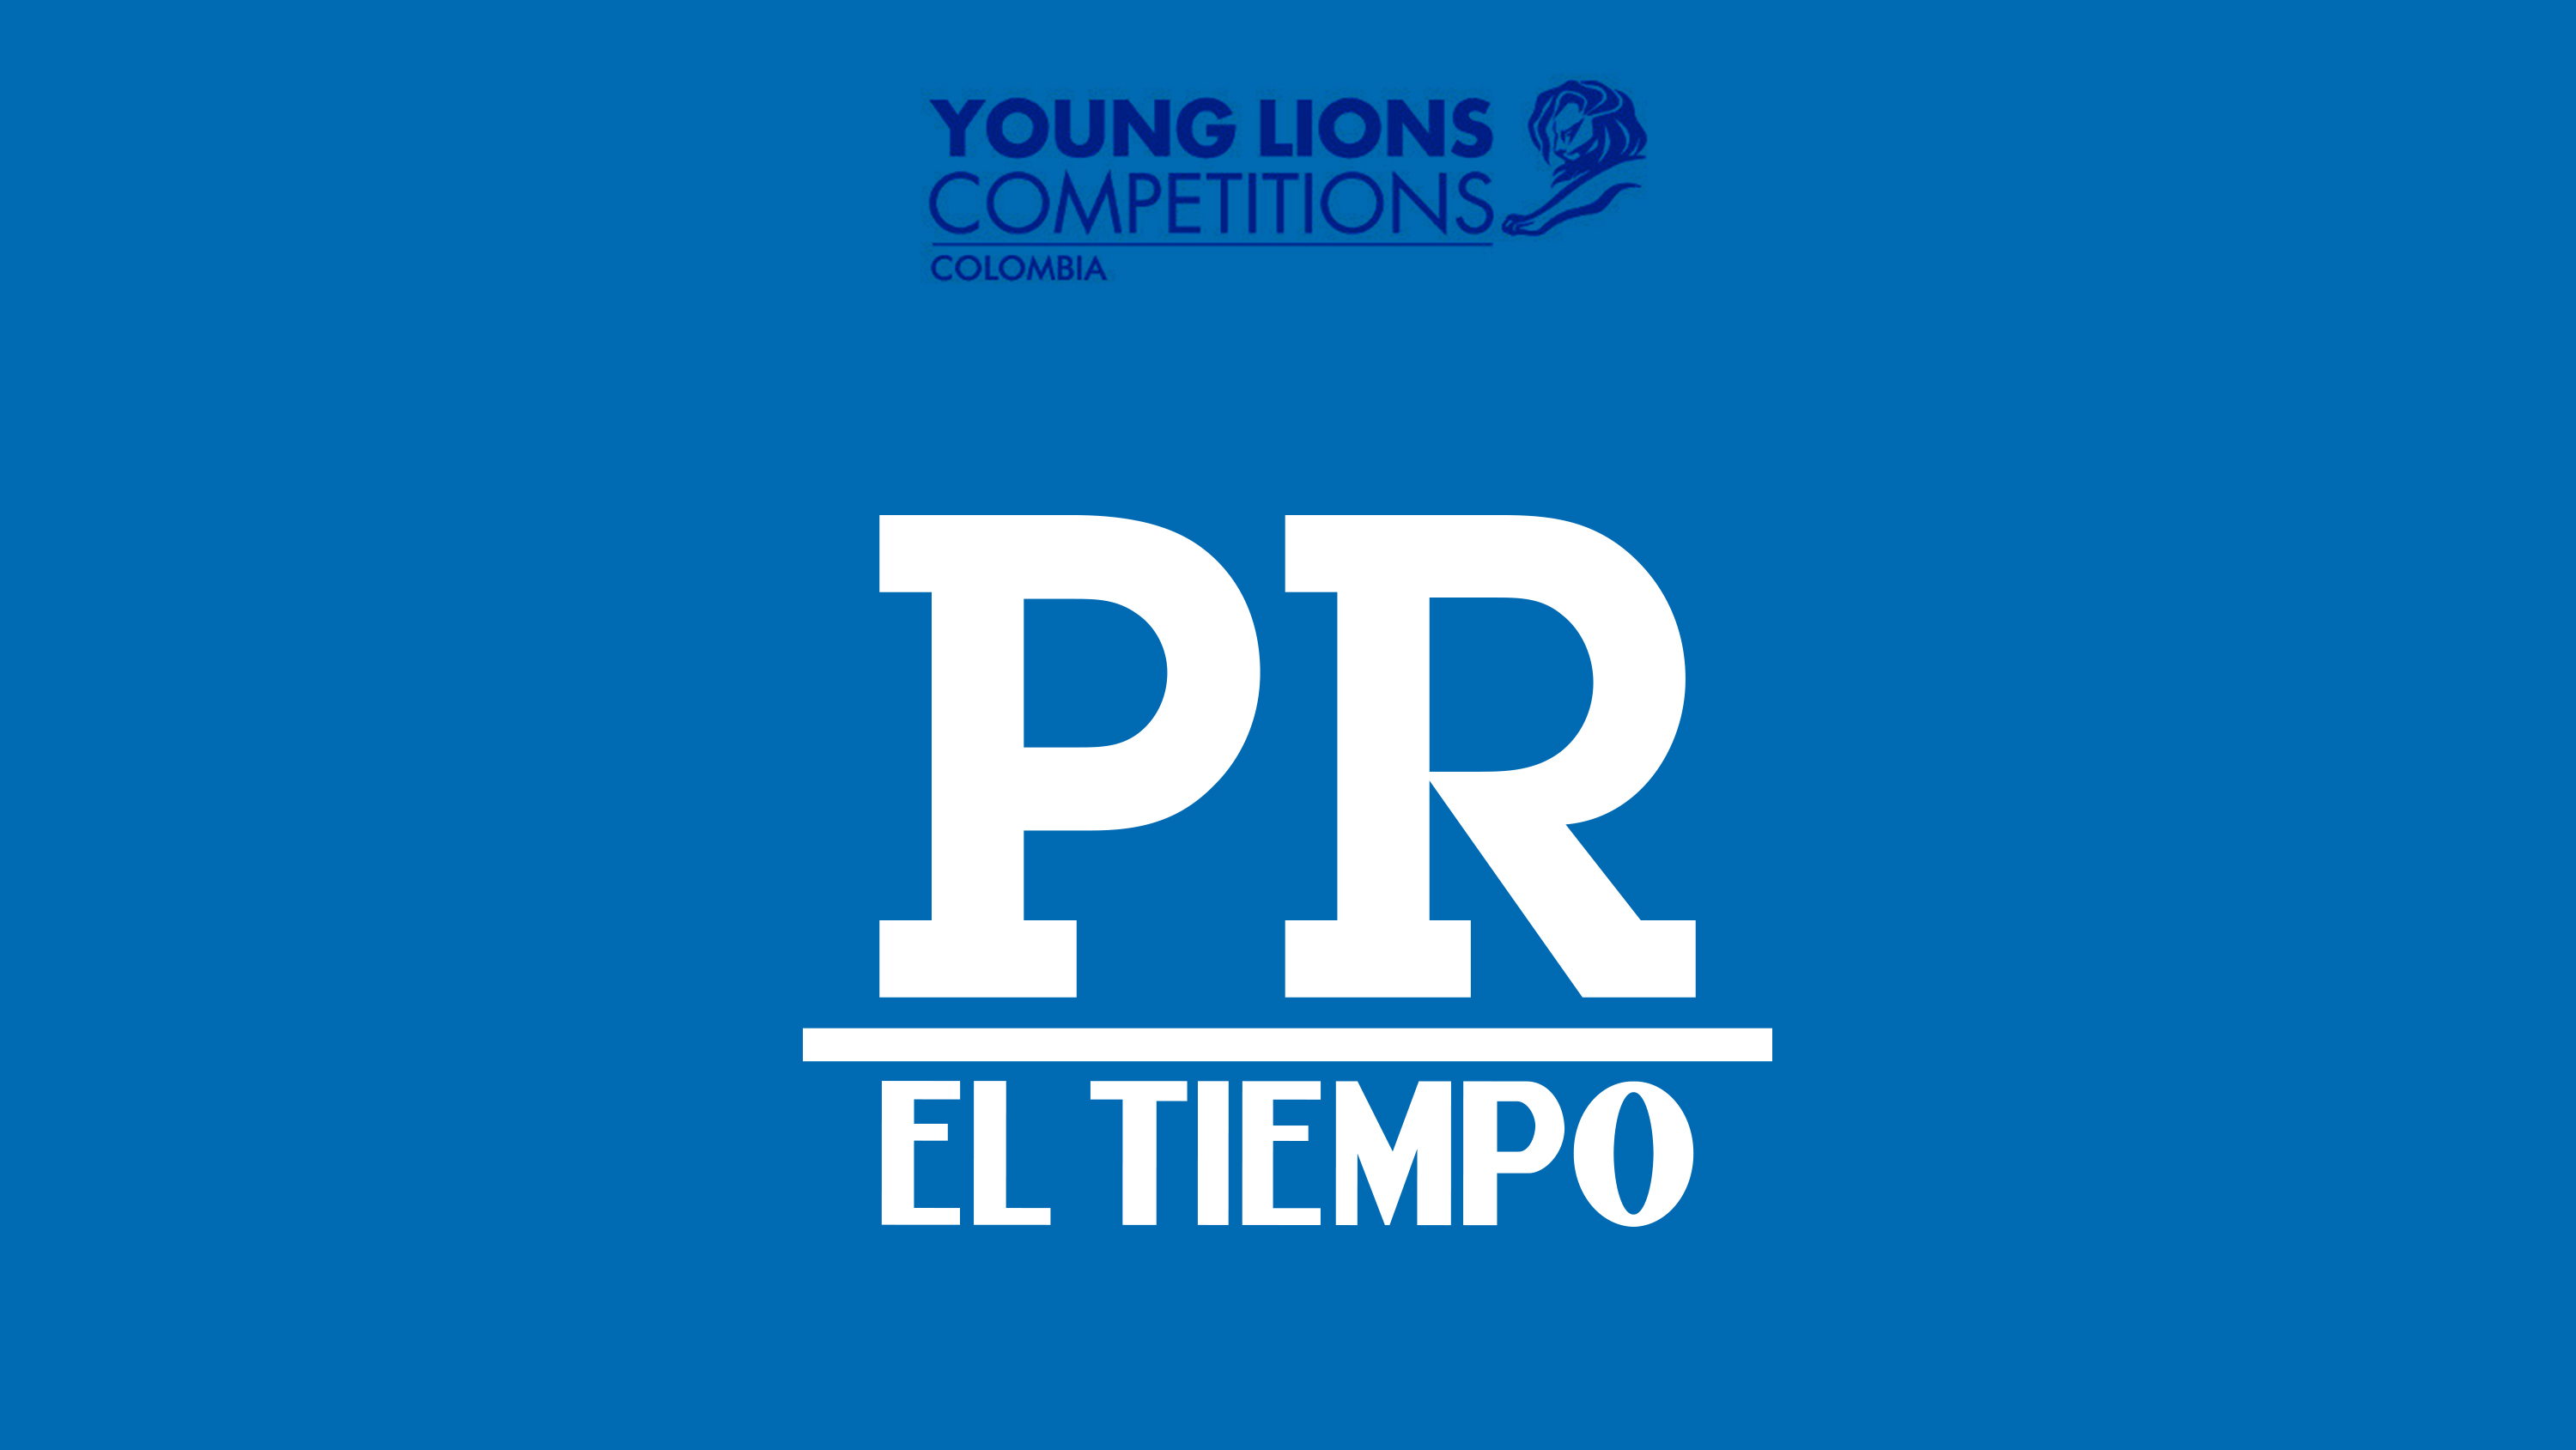 YOUNG LIONS
COMPETITIONS
COLOMBIA
PR
EL TIEMPO